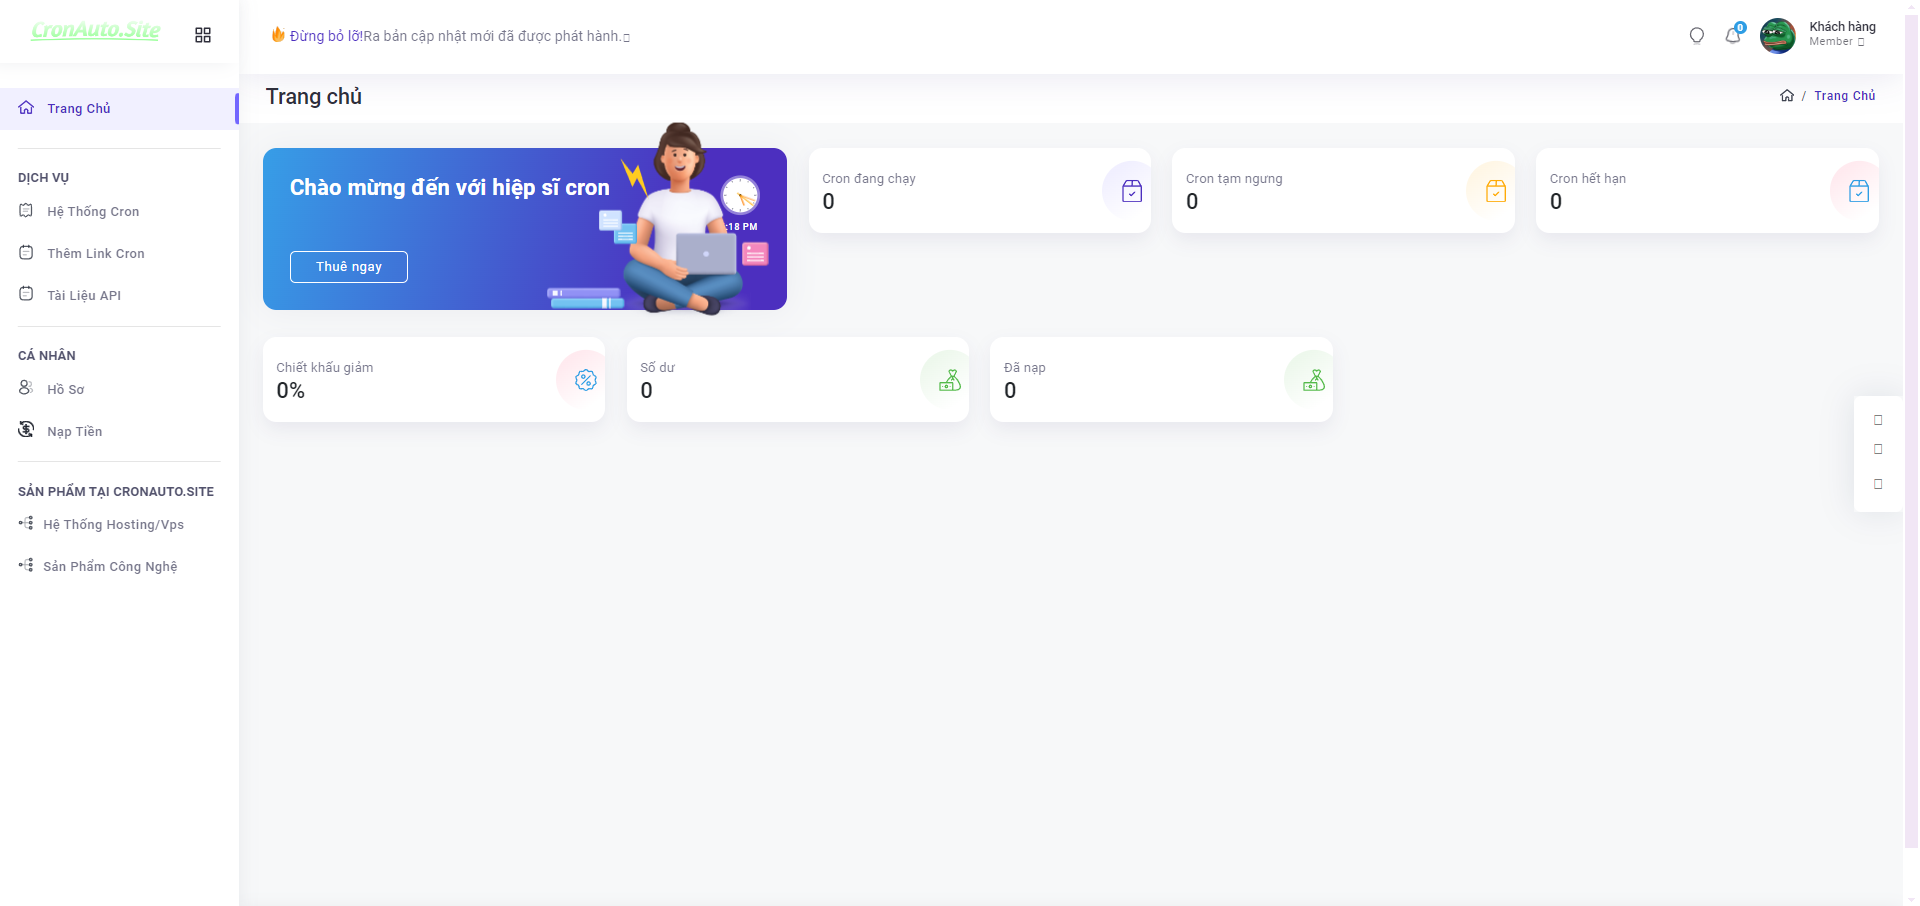 CronAuto.Site
Trang Chủ
DỊCH VỤ
Hệ Thống Cron
Thêm Link Cron
Tài Liệu API
CÁ NHÂN
Hồ Sơ
Nạp Tiền
SẢN PHẨM TẠI CRONAUTO.SITE
Hệ Thống Hosting/Vps
Sản Phẩm Công Nghệ
Đừng bỏ lỡ!Ra bản cập nhật mới đã được phát hành.
0
Khách hàng
Member
Trang chủ
/ Trang Chủ
Chào mừng đến với hiệp sĩ cron
:18 PM
Thuê ngay
Cron đang chạy
0
Cron tạm ngưng
0
Cron hết hạn
0
Chiết khấu giảm
0%
Số dư
0
Đã nạp
0